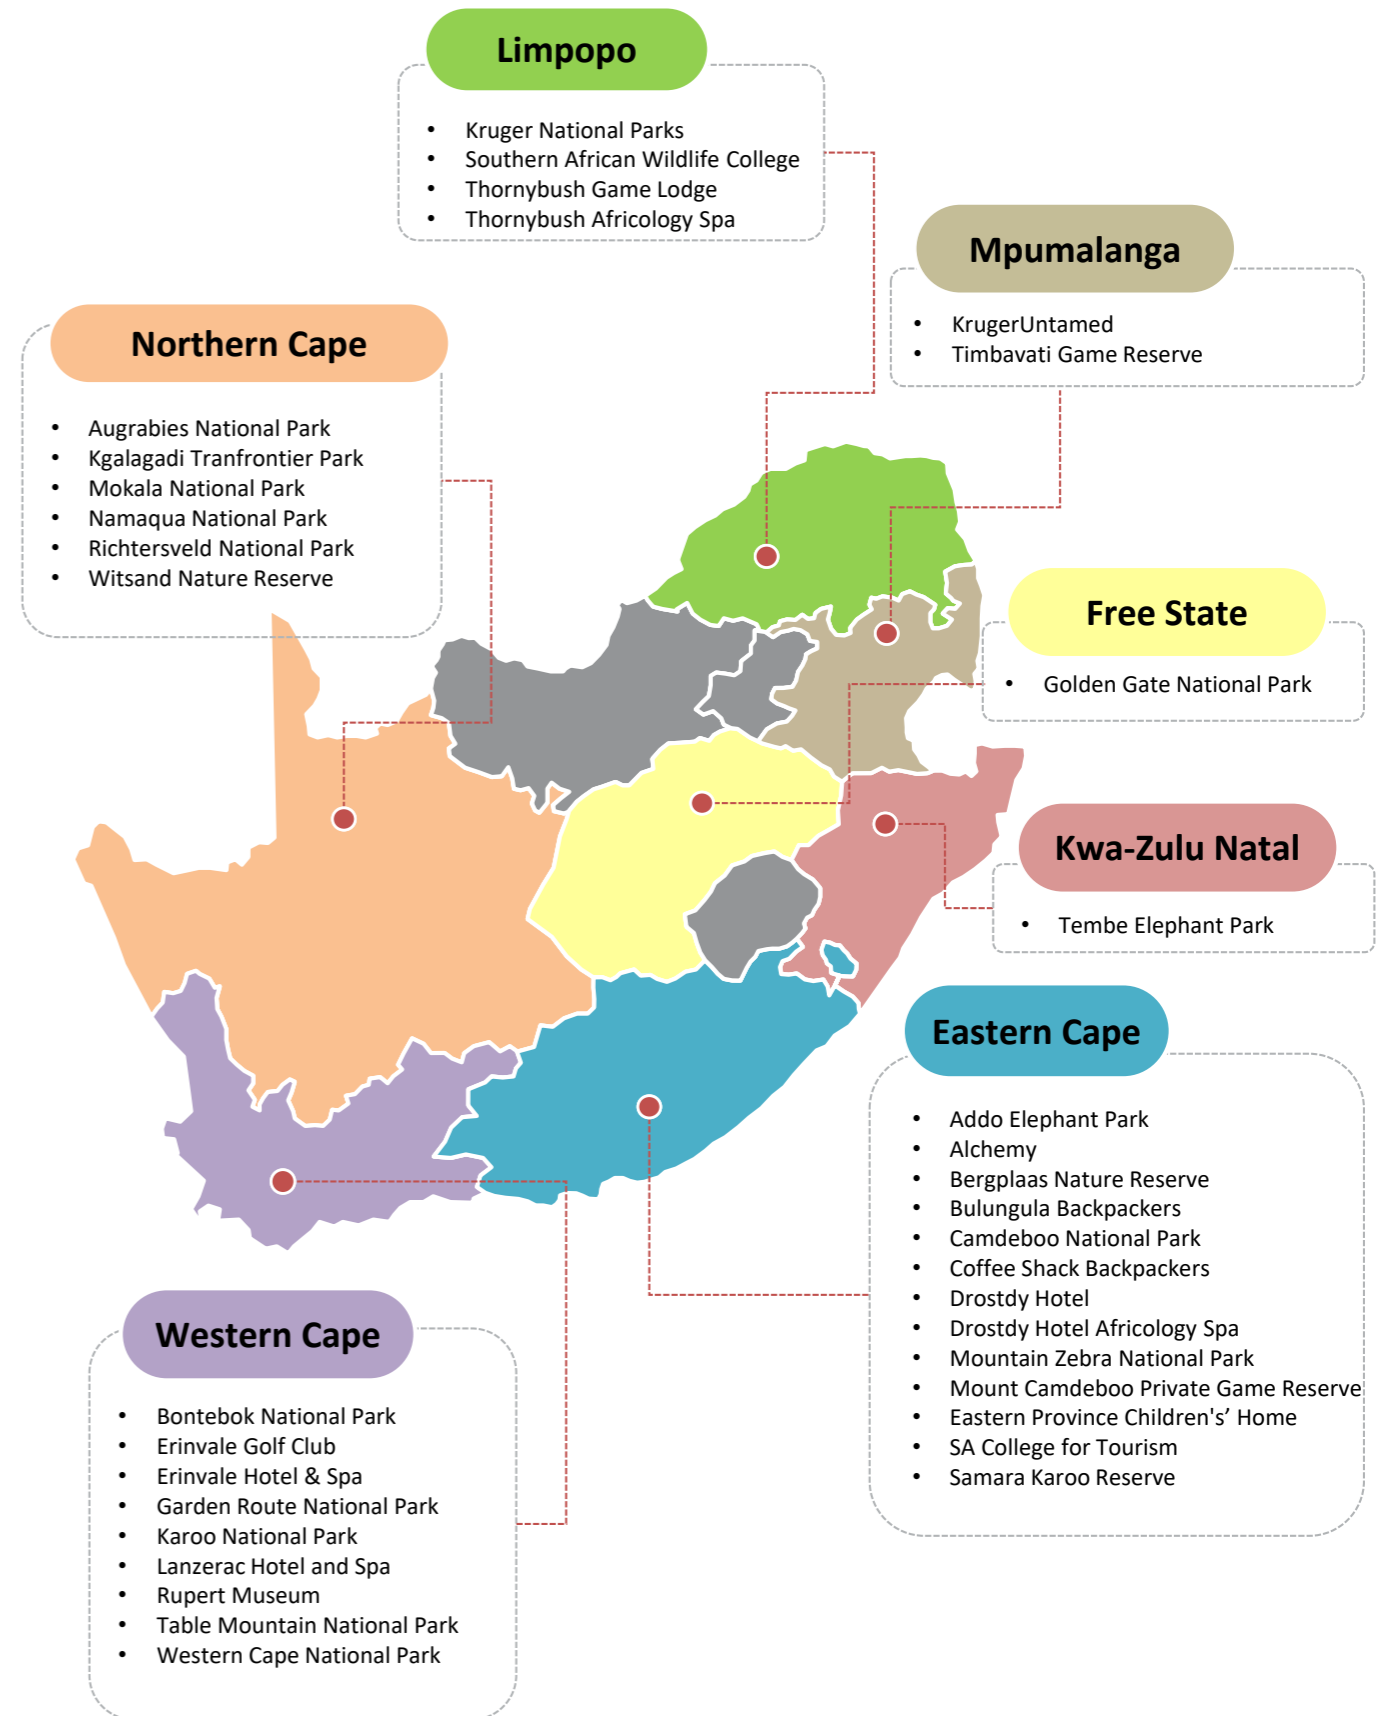 Limpopo
• Kruger National Parks
• Southern African Wildlife College
• Thornybush Game Lodge
• Thornybush Africology Spa
Mpumalanga
• KrugerUntamed
• Timbavati Game Reserve
Northern Cape
• Augrabies National Park
• Kgalagadi Tranfrontier Park
• Mokala National Park
• Namaqua National Park
• Richtersveld National Park
• Witsand Nature Reserve
Free State
• Golden Gate National Park
Kwa-Zulu Natal
• Tembe Elephant Park
Eastern Cape
• Addo Elephant Park
• Alchemy
• Bergplaas Nature Reserve
• Bulungula Backpackers
• Camdeboo National Park
• Coffee Shack Backpackers
• Drostdy Hotel
• Drostdy Hotel Africology Spa
• Mountain Zebra National Park
• Mount Camdeboo Private Game Reserve
• Eastern Province Children's’ Home
• SA College for Tourism
• Samara Karoo Reserve
Western Cape
• Bontebok National Park
• Erinvale Golf Club
• Erinvale Hotel & Spa
• Garden Route National Park
• Karoo National Park
• Lanzerac Hotel and Spa
• Rupert Museum
• Table Mountain National Park
• Western Cape National Park